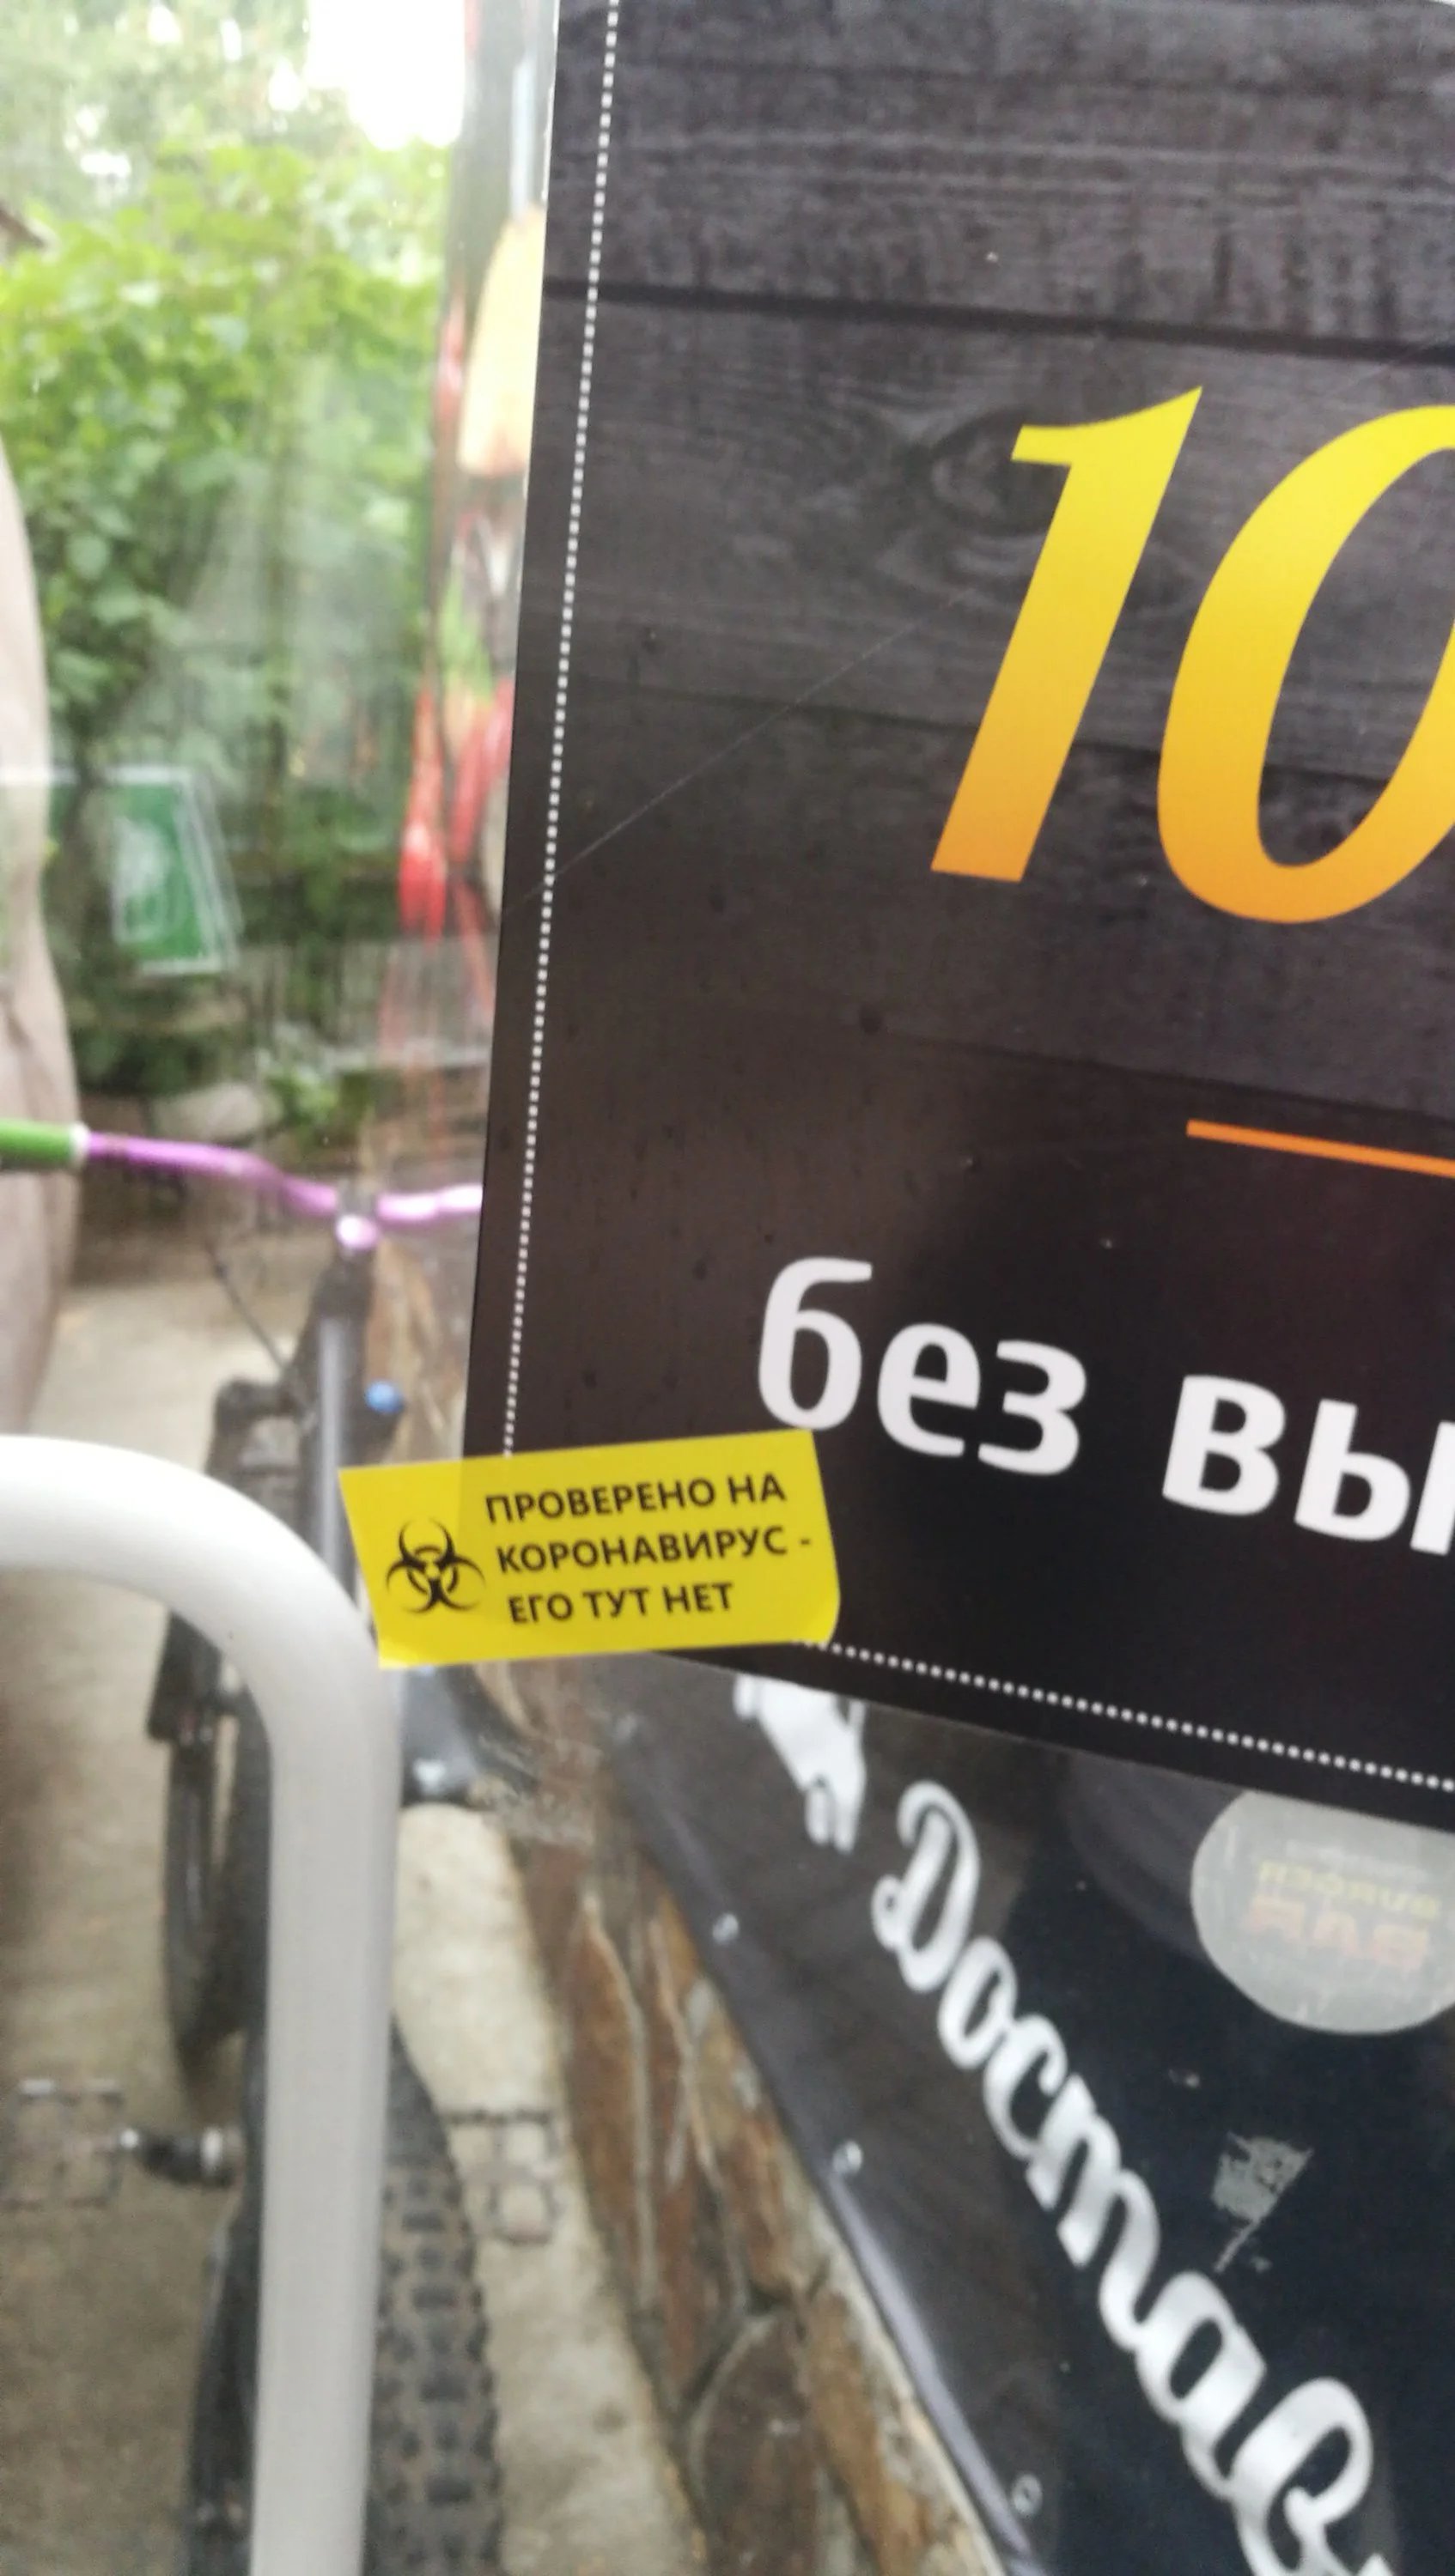 10
без вы
ПРОВЕРЕНО НА
КОРОНАВИРУС -
ЕГО ТУТ НЕТ
Достав